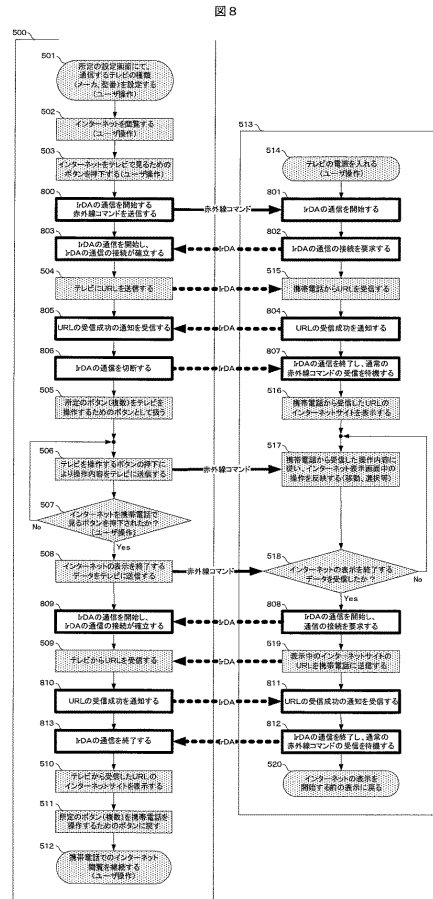 図8
500
501
所定の設定画面にて、
通信するテレビの種類
(メーカ、型番)を設定する
(ユーザ操作)
502
インターネットを閲覧する
(ユーザ操作)
503
インターネットをテレビで見るための
ボタンを押下する(ユーザ操作)
800
IrDAの通信を開始する
赤外線コマンドを送信する
803
IrDAの通信を開始し、
IrDAの通信の接続が確立する
504
テレビにURLを送信する
805
URLの受信成功の通知を受信する
806
IrDAの通信を切断する
505
所定のボタン(複数)をテレビを
操作するためのボタンとして扱う
506
テレビを操作するボタンの押下に
より操作内容をテレビに送信する
507
インターネットを携帯電話で
見るボタンを押下されたか?
(ユーザ操作)
No
Yes
508
インターネットの表示を終了する
データをテレビに送信する
809
IrDAの通信を開始し、
IrDAの通信の接続が確立する
509
テレビからURLを受信する
810
URLの受信成功を通知する
813
IrDAの通信を終了する
510
テレビから受信したURLの
インターネットサイトを表示する
511
所定のボタン(複数)を携帯電話を
操作するためのボタンに戻す
512
携帯電話でのインターネット
閲覧を継続する
(ユーザ操作)
赤外線コマンド
IrDA
IrDA
IrDA
IrDA
赤外線コマンド
赤外線コマンド
IrDA
IrDA
IrDA
IrDA
513
514
テレビの電源を入れる
(ユーザ操作)
801
IrDAの通信を開始する
802
IrDAの通信の接続を要求する
515
携帯電話からURLを受信する
804
URLの受信成功を通知する
807
IrDAの通信を終了し、通常の
赤外線コマンドの受信を待機する
516
携帯電話から受信したURLの
インターネットサイトを表示する
517
携帯電話から受信した操作内容に
従い、インターネット表示画面中の
操作を反映する(移動、選択等)
518
インターネットの表示を終了する
データを受信したか?
No
Yes
808
IrDAの通信を開始し、
通信の接続を要求する
519
表示中のインターネットサイトの
URLを携帯電話に送信する
811
URLの受信成功の通知を受信する
812
IrDAの通信を終了し、通常の
赤外線コマンドの受信を待機する
520
インターネットの表示を
開始する前の表示に戻る